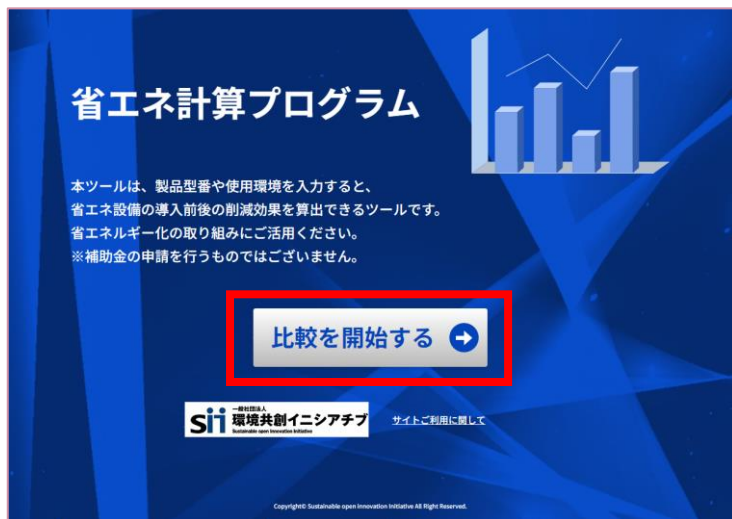 省エネ計算プログラム
本ツールは、製品型番や使用環境を入力すると、
省エネ設備の導入前後の削減効果を算出できるツールです。
省エネルギー化の取り組みにご活用ください。
※補助金の申請を行うものではございません。
比較を開始する
sii 一般社団法人
環境共創イニシアチブ
Sustainable open Innovation Initiative
サイトご利用に関して
Copyright© Sustainable open Innovation Initiative All Right Reserved.